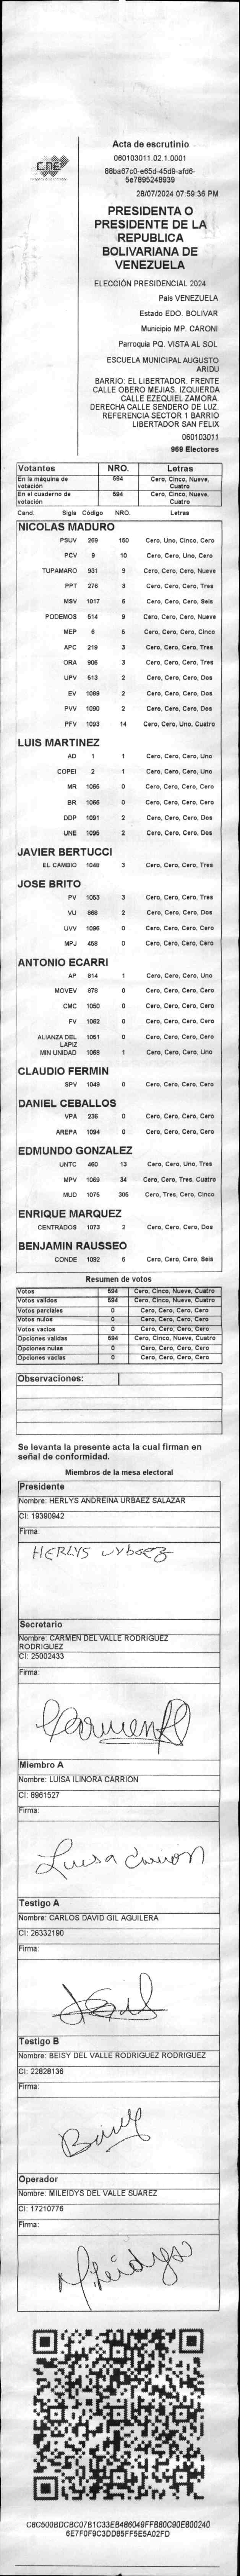 CNE
Acta de escrutinio
060103011.02.1.0001
88ba67c0-e65d-45d9-afd6-
5e7895248939
28/07/2024 07:59:36 PM
PRESIDENTA O
PRESIDENTE DE LA
REPUBLICA
BOLIVARIANA DE
VENEZUELA
ELECCIÓN PRESIDENCIAL 2024
País VENEZUELA
Estado EDO. BOLIVAR
Municipio MP. CARONI
Parroquia PQ. VISTA AL SOL
ESCUELA MUNICIPAL AUGUSTO
ARIDU
BARRIO: EL LIBERTADOR. FRENTE
CALLE OBERO MEJIAS. IZQUIERDA
CALLE EZEQUIEL ZAMORA.
DERECHA CALLE SENDERO DE LUZ.
REFERENCIA SECTOR 1 BARRIO
LIBERTADOR SAN FELIX
060103011
969 Electores
Votantes NRO. Letras
En la máquina de votación 594 Cero, Cinco, Nueve, Cuatro
En el cuaderno de votación 594 Cero, Cinco, Nueve, Cuatro
Cand. Sigla Código NRO. Letras
NICOLAS MADURO
PSUV 269 150 Cero, Uno, Cinco, Cero
PCV 9 10 Cero, Cero, Uno, Cero
TUPAMARO 931 9 Cero, Cero, Cero, Nueve
PPT 276 3 Cero, Cero, Cero, Tres
MSV 1017 6 Cero, Cero, Cero, Seis
PODEMOS 514 9 Cero, Cero, Cero, Nueve
MEP 6 5 Cero, Cero, Cero, Cinco
APC 219 3 Cero, Cero, Cero, Tres
ORA 906 3 Cero, Cero, Cero, Tres
UPV 513 2 Cero, Cero, Cero, Dos
EV 1089 2 Cero, Cero, Cero, Dos
PVV 1090 2 Cero, Cero, Cero, Dos
PFV 1093 14 Cero, Cero, Uno, Cuatro
LUIS MARTINEZ
AD 1 1 Cero, Cero, Cero, Uno
COPEI 2 1 Cero, Cero, Cero, Uno
MR 1065 0 Cero, Cero, Cero, Cero
BR 1066 0 Cero, Cero, Cero, Cero
DDP 1091 2 Cero, Cero, Cero, Dos
UNE 1095 2 Cero, Cero, Cero, Dos
JAVIER BERTUCCI
EL CAMBIO 1048 3 Cero, Cero, Cero, Tres
JOSE BRITO
PV 1053 3 Cero, Cero, Cero, Tres
VU 868 2 Cero, Cero, Cero, Dos
UVV 1096 0 Cero, Cero, Cero, Cero
MPJ 458 0 Cero, Cero, Cero, Cero
ANTONIO ECARRI
AP 814 1 Cero, Cero, Cero, Uno
MOVEV 878 0 Cero, Cero, Cero, Cero
CMC 1050 0 Cero, Cero, Cero, Cero
FV 1062 0 Cero, Cero, Cero, Cero
ALIANZA DEL LAPIZ 1051 0 Cero, Cero, Cero, Cero
MIN UNIDAD 1068 1 Cero, Cero, Cero, Uno
CLAUDIO FERMIN
SPV 1049 0 Cero, Cero, Cero, Cero
DANIEL CEBALLOS
VPA 236 0 Cero, Cero, Cero, Cero
AREPA 1094 0 Cero, Cero, Cero, Cero
EDMUNDO GONZALEZ
UNTC 460 13 Cero, Cero, Uno, Tres
MPV 1069 34 Cero, Cero, Tres, Cuatro
MUD 1075 305 Cero, Tres, Cero, Cinco
ENRIQUE MARQUEZ
CENTRADOS 1073 2 Cero, Cero, Cero, Dos
BENJAMIN RAUSSEO
CONDE 1092 6 Cero, Cero, Cero, Seis
Resumen de votos
Votos 594 Cero, Cinco, Nueve, Cuatro
Votos validos 594 Cero, Cinco, Nueve, Cuatro
Votos parciales 0 Cero, Cero, Cero, Cero
Votos nulos 0 Cero, Cero, Cero, Cero
Votos vacios 0 Cero, Cero, Cero, Cero
Opciones validas 594 Cero, Cinco, Nueve, Cuatro
Opciones nulas 0 Cero, Cero, Cero, Cero
Opciones vacias 0 Cero, Cero, Cero, Cero
Observaciones:
Se levanta la presente acta la cual firman en
señal de conformidad.
Miembros de la mesa electoral
Presidente
Nombre: HERLYS ANDREINA URBAEZ SALAZAR
CI: 19390942
Firma:
HERLYS Urbaez
Secretario
Nombre: CARMEN DEL VALLE RODRIGUEZ
RODRIGUEZ
CI: 25002433
Firma:
Miembro A
Nombre: LUISA ILINORA CARRION
CI: 8961527
Firma:
Luisa Carrion
Testigo A
Nombre: CARLOS DAVID GIL AGUILERA
CI: 26332190
Firma:
Testigo B
Nombre: BEISY DEL VALLE RODRIGUEZ RODRIGUEZ
CI: 22828136
Firma:
Operador
Nombre: MILEIDYS DEL VALLE SUAREZ
CI: 17210776
Firma:
Mileidys
C8C500BDCBC07B1C33EB486049FFB80C90E800240
6E7F0F9C3DD85FF5E5A02FD